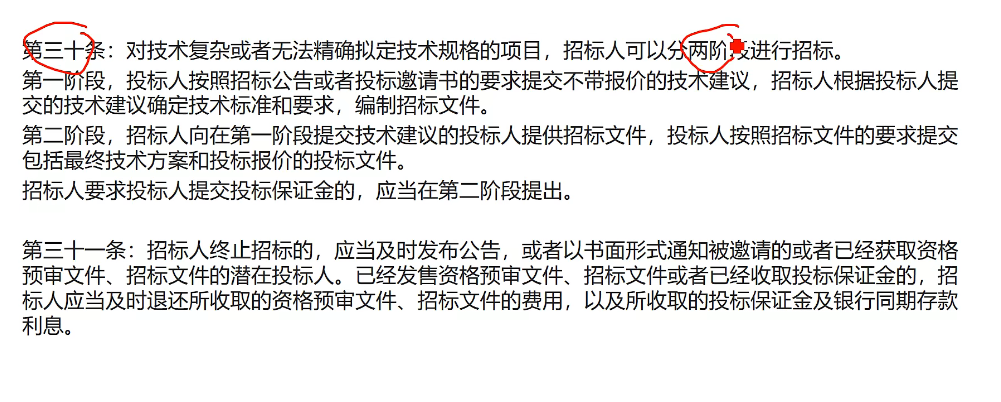 第三十条：对技术复杂或者无法精确拟定技术规格的项目，招标人可以分两阶段进行招标。
第一阶段，投标人按照招标公告或者投标邀请书的要求提交不带报价的技术建议，招标人根据投标人提
交的技术建议确定技术标准和要求，编制招标文件。
第二阶段，招标人向在第一阶段提交技术建议的投标人提供招标文件，投标人按照招标文件的要求提交
包括最终技术方案和投标报价的投标文件。
招标人要求投标人提交投标保证金的，应当在第二阶段提出。
第三十一条：招标人终止招标的，应当及时发布公告，或者以书面形式通知被邀请的或者已经获取资格
预审文件、招标文件的潜在投标人。已经发售资格预审文件、招标文件或者已经收取投标保证金的，招
标人应当及时退还所收取的资格预审文件、招标文件的费用，以及所收取的投标保证金及银行同期存款
利息。